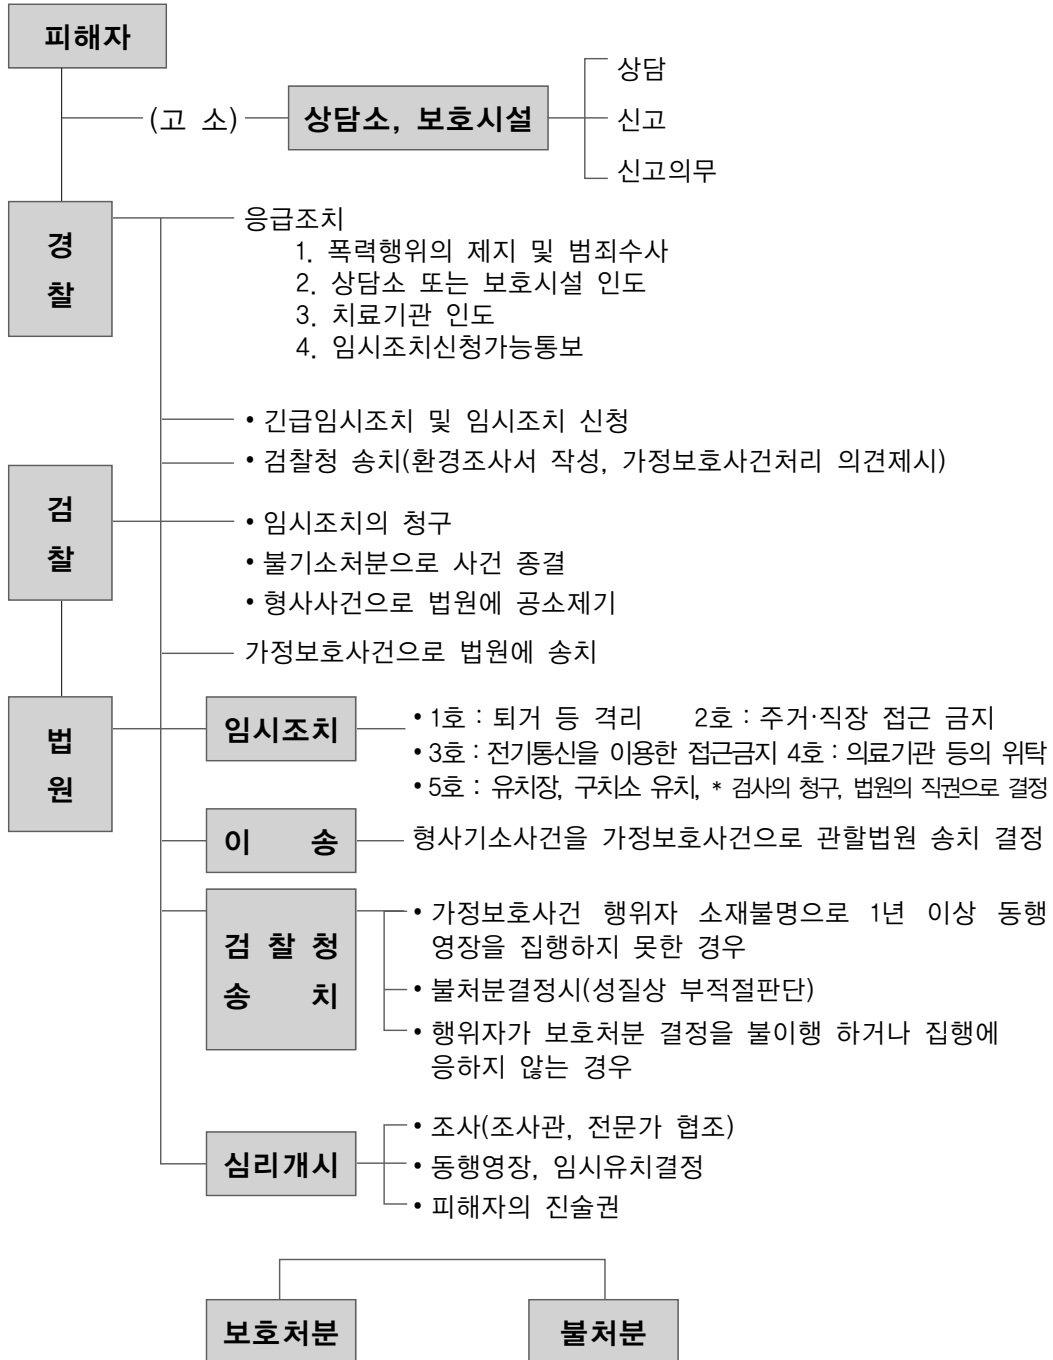 피해자
(고 소)
상담소, 보호시설
상담
신고
신고의무
경
찰
응급조치
1. 폭력행위의 제지 및 범죄수사
2. 상담소 또는 보호시설 인도
3. 치료기관 인도
4. 임시조치신청가능통보
• 긴급임시조치 및 임시조치 신청
• 검찰청 송치(환경조사서 작성, 가정보호사건처리 의견제시)
검
찰
• 임시조치의 청구
• 불기소처분으로 사건 종결
• 형사사건으로 법원에 공소제기
가정보호사건으로 법원에 송치
법
원
임시조치
• 1호 : 퇴거 등 격리 2호 : 주거·직장 접근 금지
• 3호 : 전기통신을 이용한 접근금지 4호 : 의료기관 등의 위탁
• 5호 : 유치장, 구치소 유치, * 검사의 청구, 법원의 직권으로 결정
이 송
형사기소사건을 가정보호사건으로 관할법원 송치 결정
검 찰 청
송 치
• 가정보호사건 행위자 소재불명으로 1년 이상 동행
영장을 집행하지 못한 경우
• 불처분결정시(성질상 부적절판단)
• 행위자가 보호처분 결정을 불이행 하거나 집행에
응하지 않는 경우
심리개시
• 조사(조사관, 전문가 협조)
• 동행영장, 임시유치결정
• 피해자의 진술권
보호처분
불처분